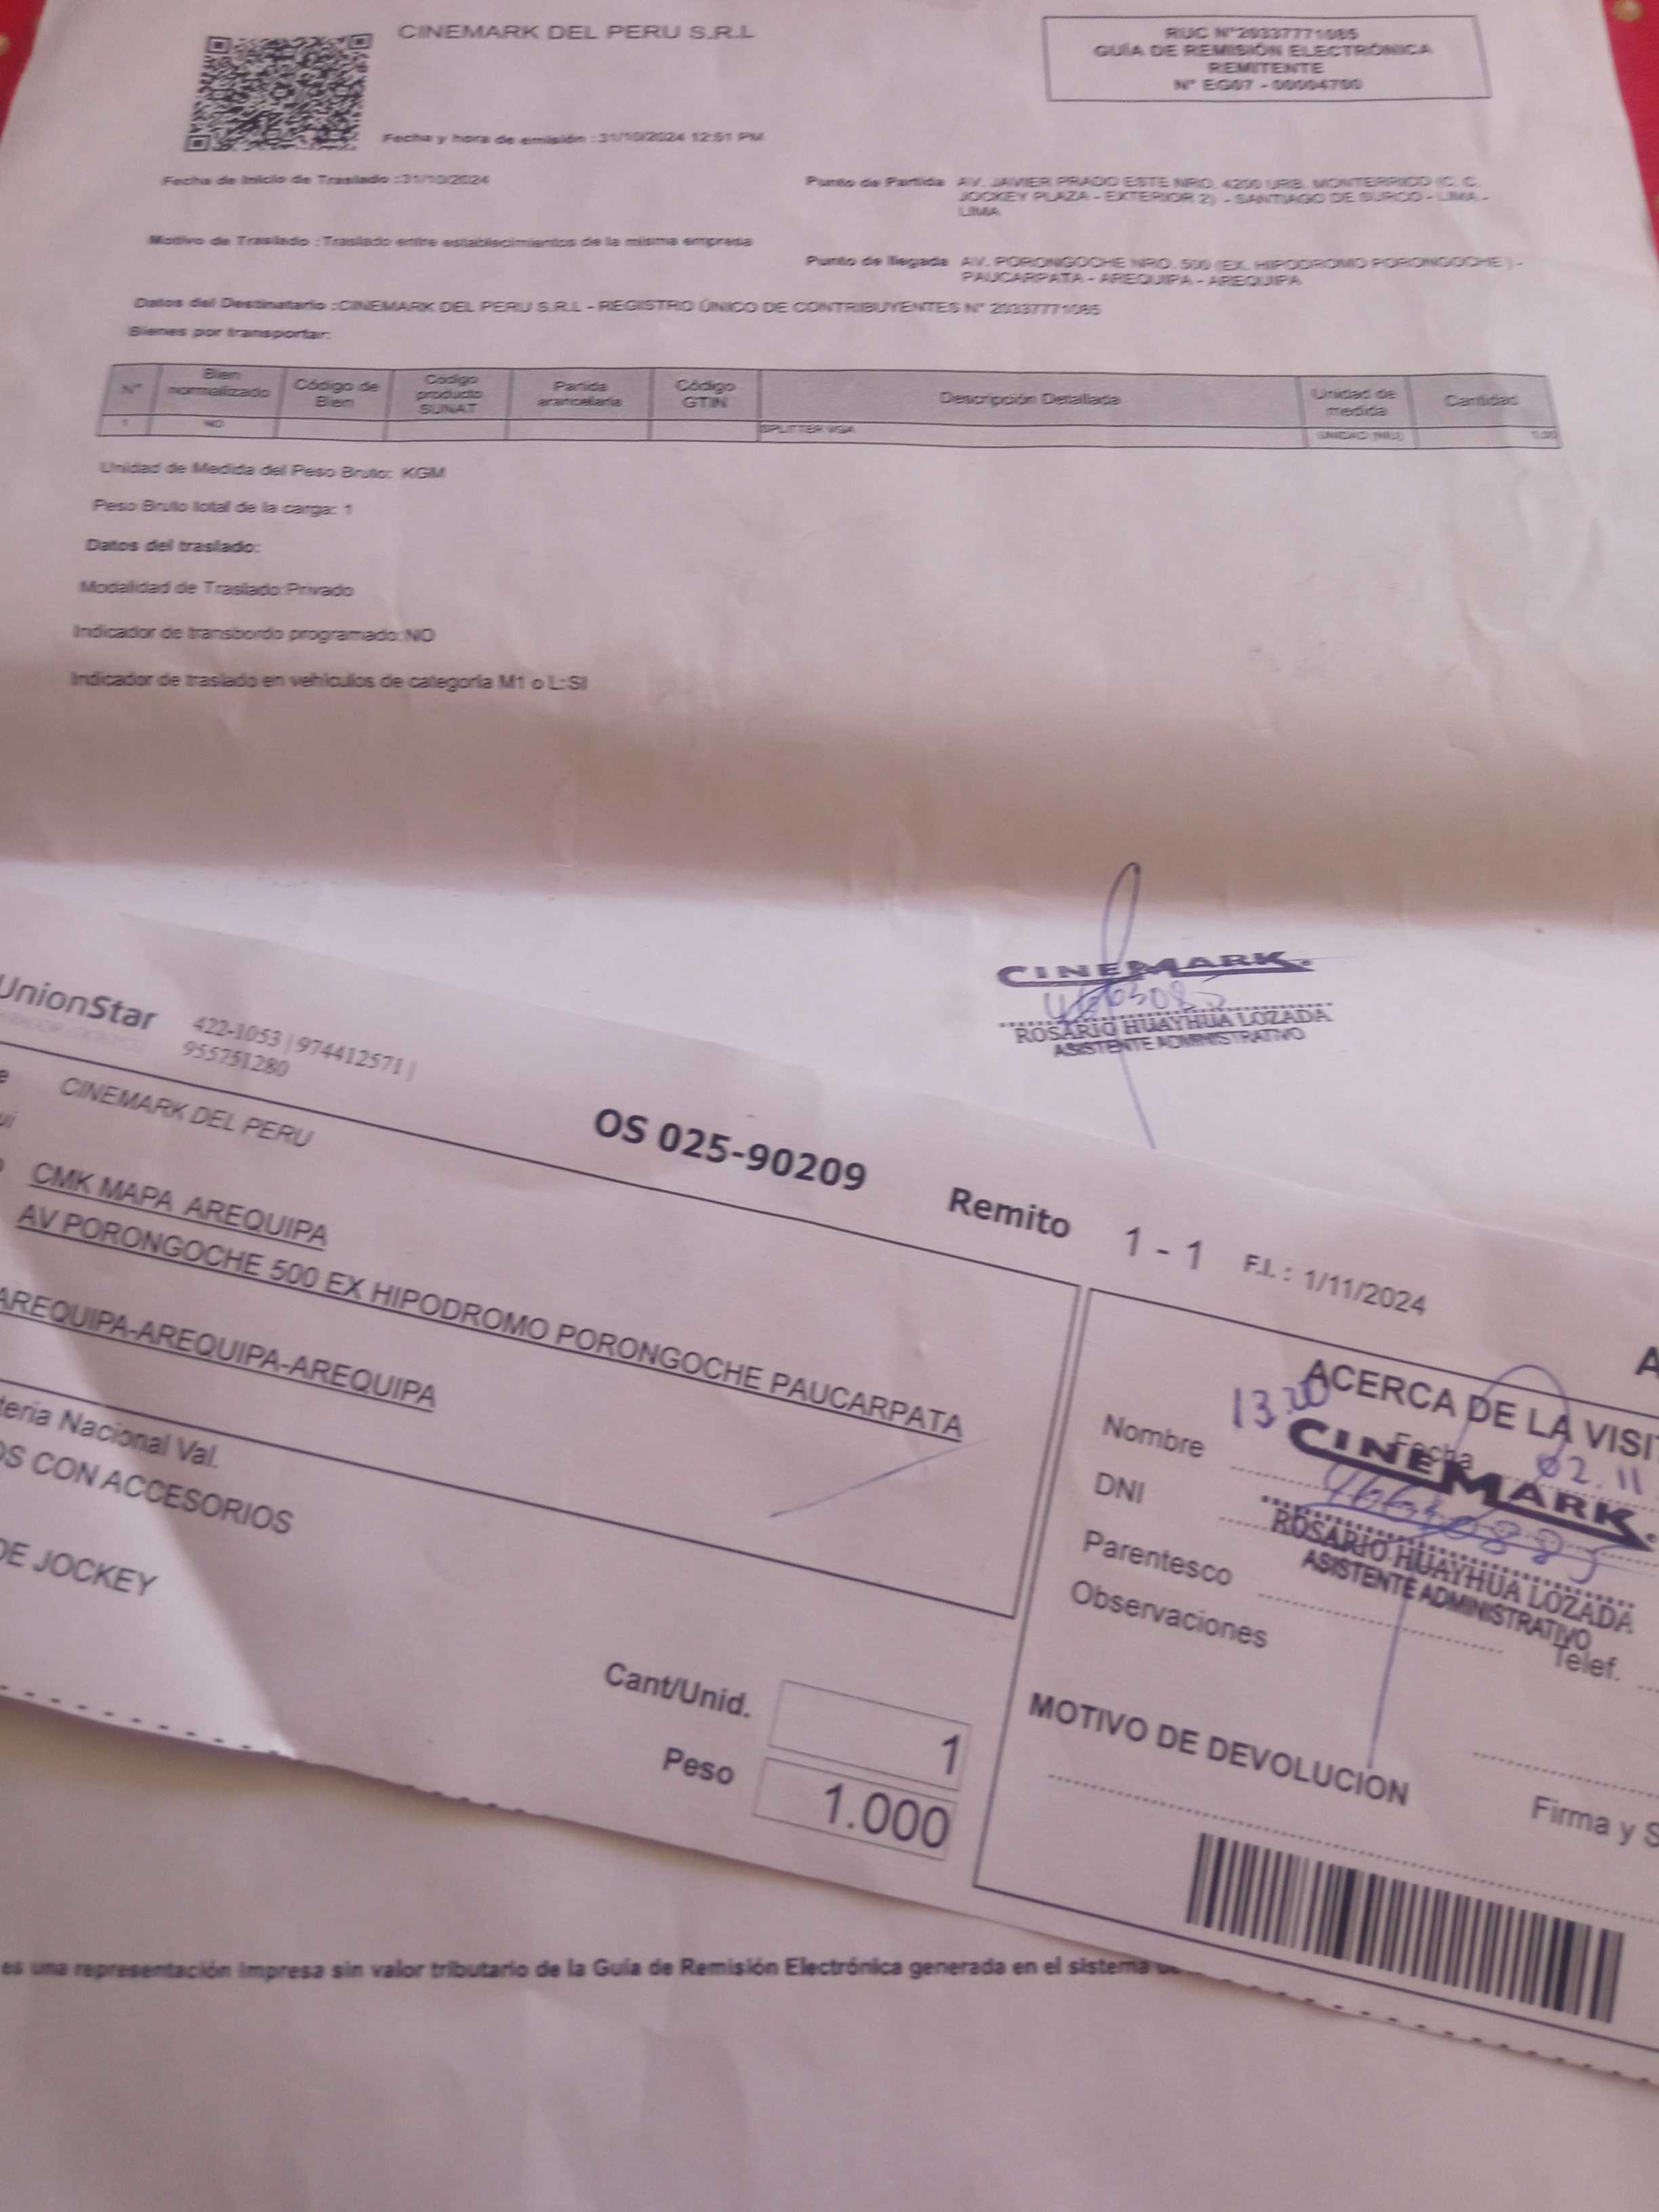 CINEMARK DEL PERU S.R.L
RUC N°20337771085
GUÍA DE REMISIÓN ELECTRÓNICA
REMITENTE
N° EG07 - 00004700
Fecha y hora de emisión : 31/10/2024 12:51 PM
Fecha de Inicio de Traslado : 31/10/2024
Punto de Partida AV. JAVIER PRADO ESTE NRO. 4200 URB. MONTERRICO (C. C.
JOCKEY PLAZA - EXTERIOR 2) - SANTIAGO DE SURCO - LIMA -
LIMA
Motivo de Traslado : Traslado entre establecimientos de la misma empresa
Punto de llegada AV. PORONGOCHE NRO. 500 (EX. HIPODROMO PORONGOCHE ) -
PAUCARPATA - AREQUIPA - AREQUIPA
Datos del Destinatario : CINEMARK DEL PERU S.R.L - REGISTRO ÚNICO DE CONTRIBUYENTES N° 20337771085
Bienes por transportar:
N° Bien normalizado Código de Bien Código producto SUNAT Partida arancelaria Código GTIN Descripción Detallada Unidad de medida Cantidad
1 NO SPLITTER VGA UNIDAD (NIU)
Unidad de Medida del Peso Bruto: KGM
Peso Bruto total de la carga: 1
Datos del traslado:
Modalidad de Traslado: Privado
Indicador de transbordo programado: NO
Indicador de traslado en vehículos de categoría M1 o L: SI
CINEMARK.
ROSARIO HUAYHUA LOZADA
ASISTENTE ADMINISTRATIVO
UnionStar
422-1053 | 974412571 |
955751280
CINEMARK DEL PERU
OS 025-90209
Remito 1 - 1 F.I. : 1/11/2024
CMK MAPA AREQUIPA
AV PORONGOCHE 500 EX HIPODROMO PORONGOCHE PAUCARPATA
AREQUIPA-AREQUIPA-AREQUIPA
teria Nacional Val.
OS CON ACCESORIOS
DE JOCKEY
Cant/Unid. 1
Peso 1.000
ACERCA DE LA VISI
13:20
Nombre
Fecha 02.11
DNI
CINEMARK.
ROSARIO HUAYHUA LOZADA
ASISTENTE ADMINISTRATIVO
Parentesco
Telef.
Observaciones
MOTIVO DE DEVOLUCION
Firma y S
es una representación impresa sin valor tributario de la Guía de Remisión Electrónica generada en el sistema